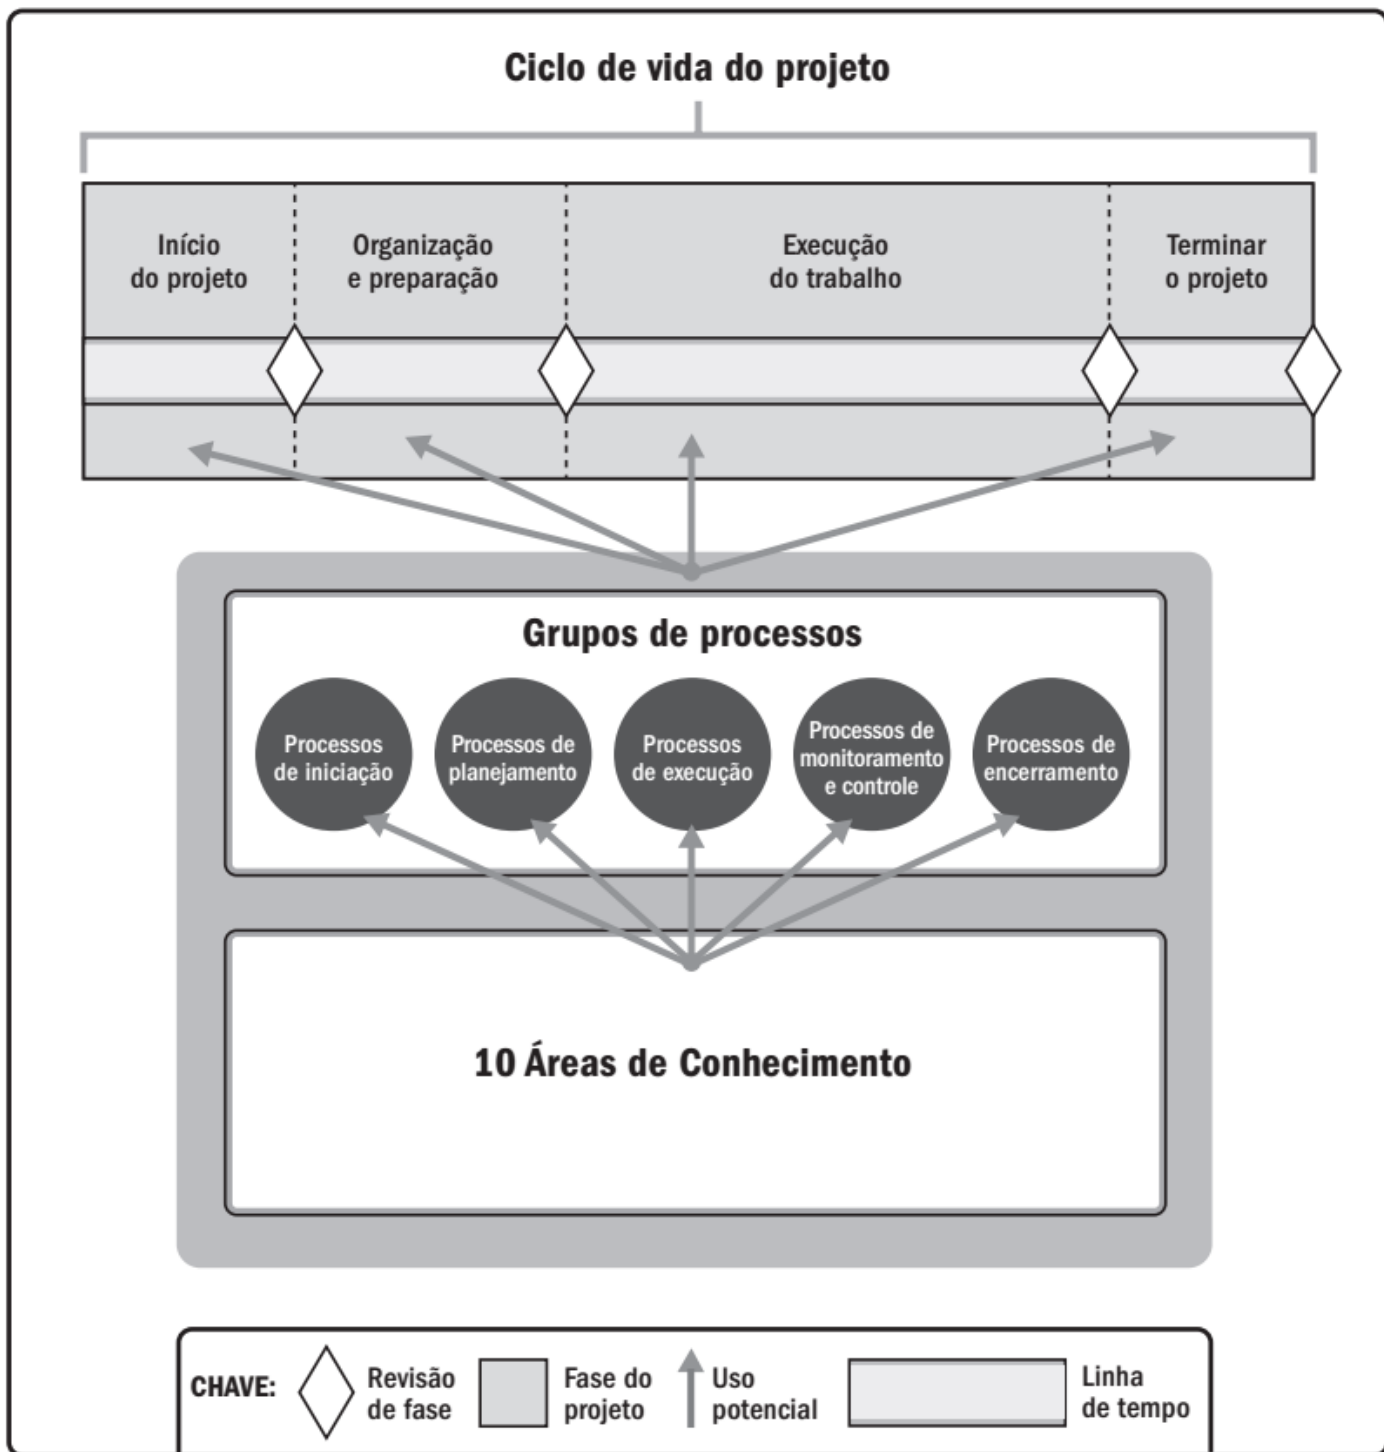 Ciclo de vida do projeto
Início
do projeto
Organização
e preparação
Execução
do trabalho
Terminar
o projeto
Grupos de processos
Processos
de iniciação
Processos de
planejamento
Processos
de execução
Processos de
monitoramento
e controle
Processos de
encerramento
10 Áreas de Conhecimento
CHAVE:
Revisão
de fase
Fase do
projeto
Uso
potencial
Linha
de tempo